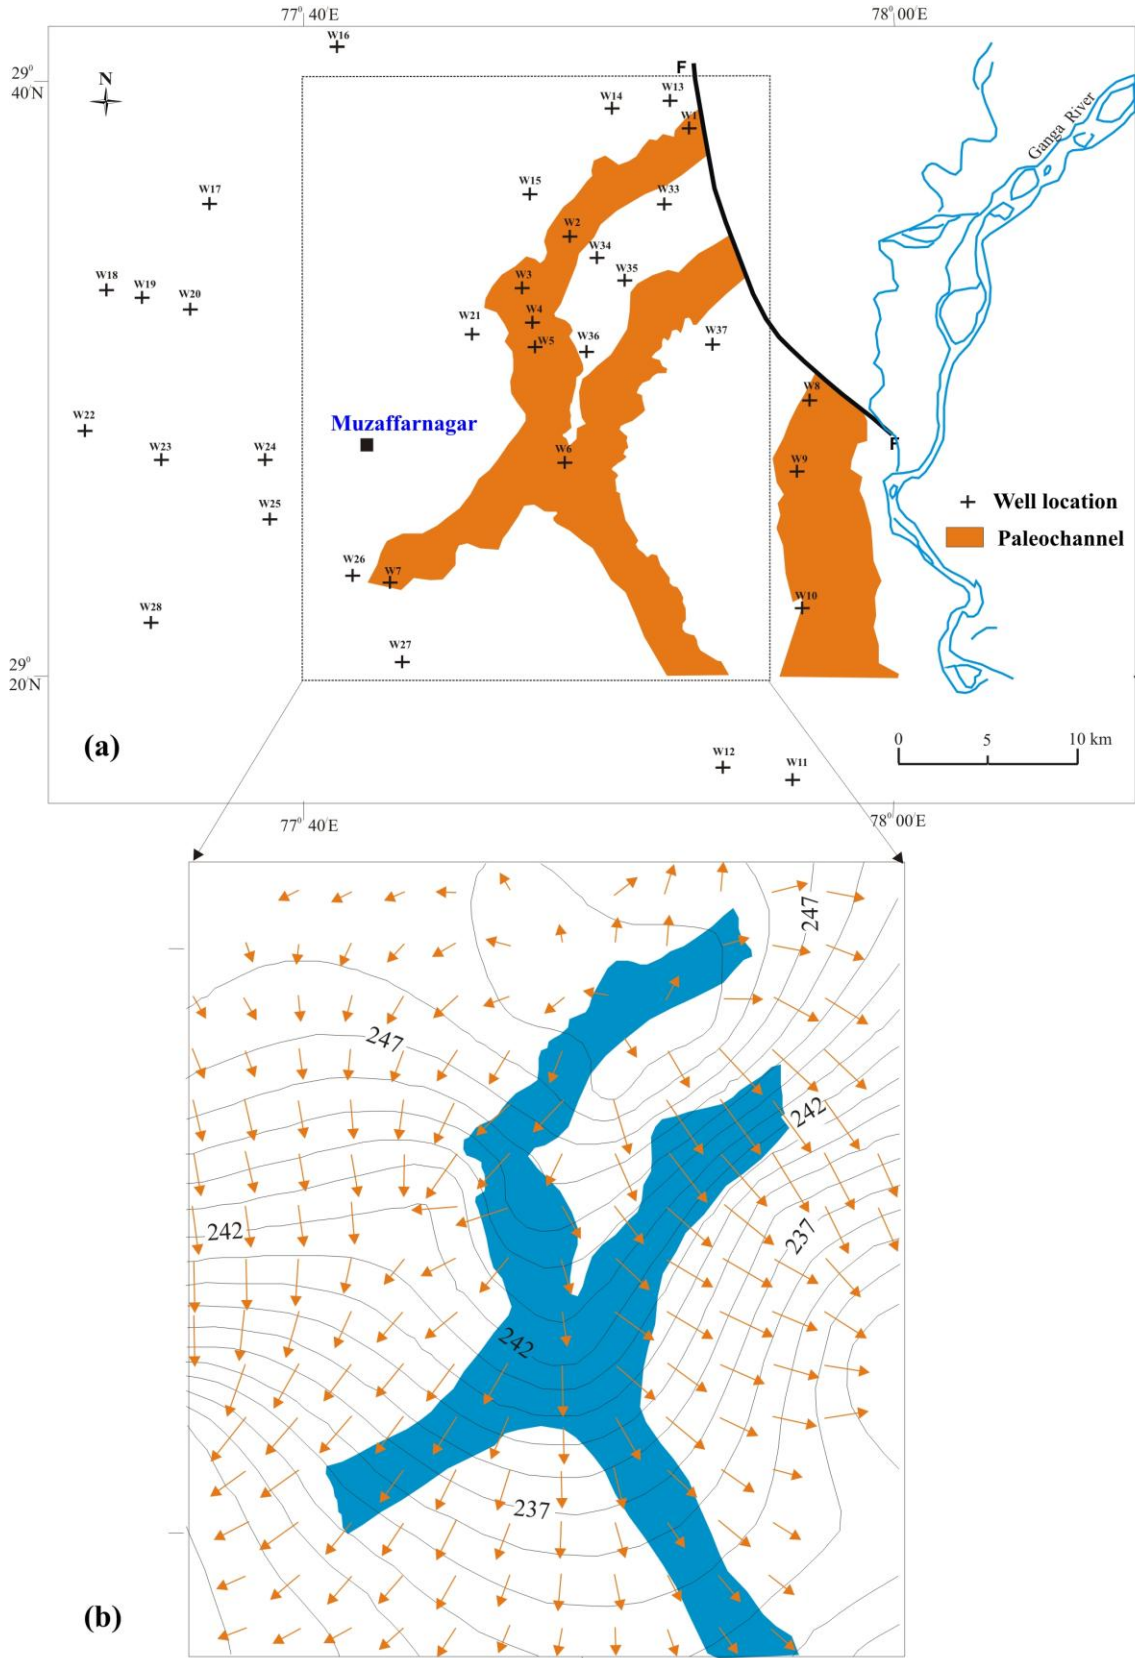 77° 40′E 78° 00′E
W16
29°
40′N
N
F
W14 W13
W1
Ganga River
W15
W17 W33
W2
W34
W35
W18 W19 W3
W20
W21 W4
W5 W36 W37
W8
W22
Muzaffarnagar
F
W23 W24 W6 W9
W25
Well location
Paleochannel
W26 W7
W28 W10
W27
29°
20′N
(a)
0 5 10 km
W12 W11
77° 40′E 78° 00′E
247
247
242
242
237
242
237
(b)